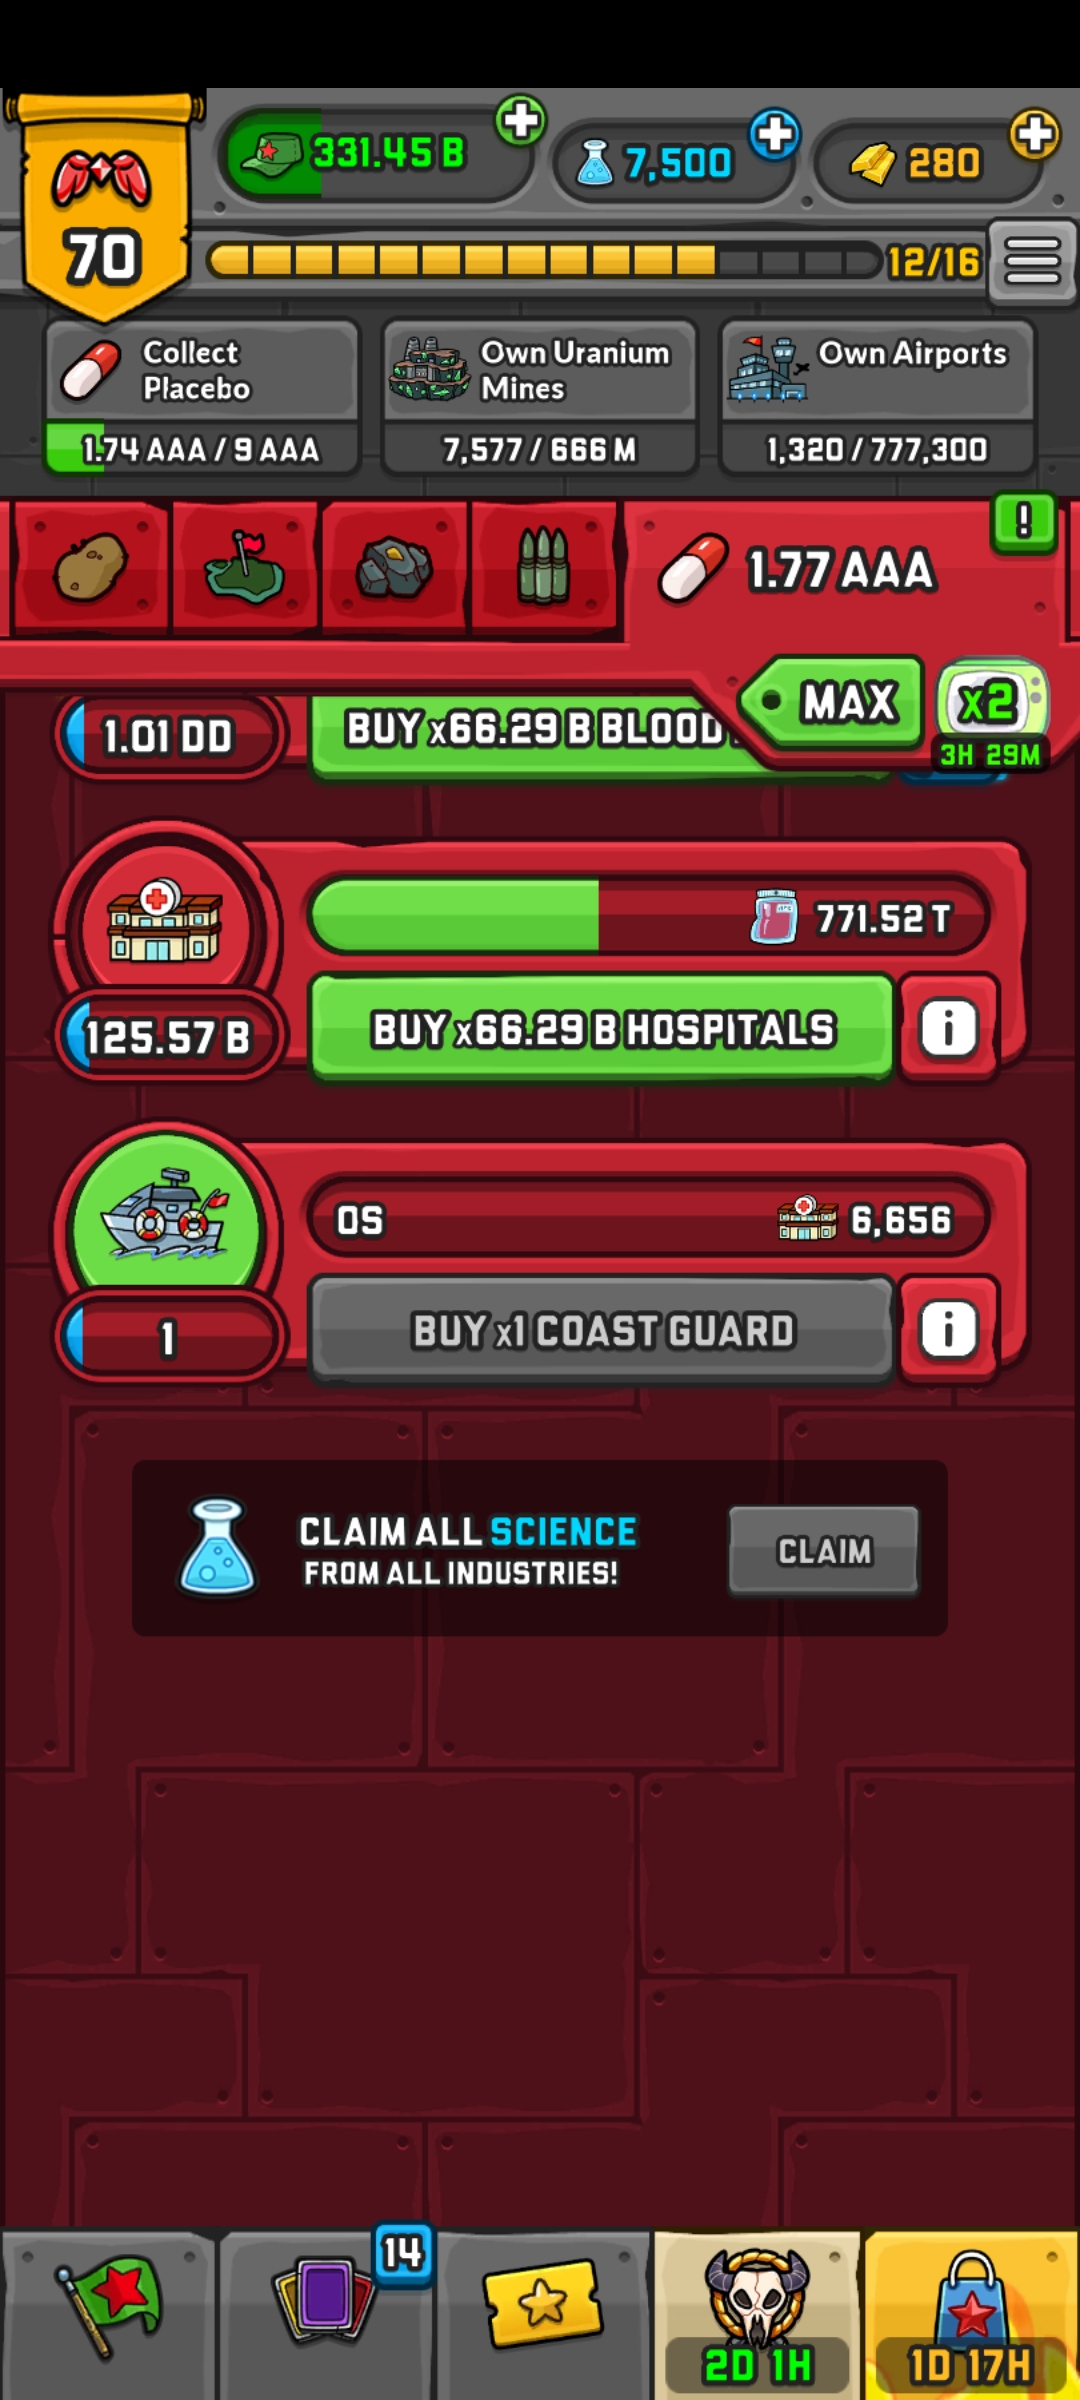 331.45 B
7,500
280
70
12/16
Collect
Placebo
1.74 AAA / 9 AAA
Own Uranium
Mines
7,577 / 666 M
Own Airports
1,320 / 777,300
!
1.77 AAA
MAX
x2
3H 29M
1.01 DD
BUY x66.29 B BLOOD
771.52 T
125.57 B
BUY x66.29 B HOSPITALS
i
0S
6,656
1
BUY x1 COAST GUARD
i
CLAIM ALL SCIENCE
FROM ALL INDUSTRIES!
CLAIM
14
2D 1H
1D 17H